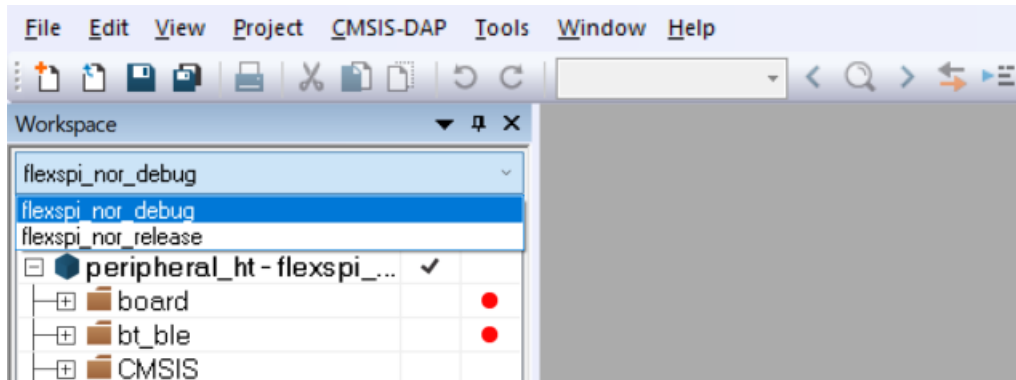 File Edit View Project CMSIS-DAP Tools Window Help
Workspace
flexspi_nor_debug
flexspi_nor_debug
flexspi_nor_release
peripheral_ht - flexspi_...
board
bt_ble
CMSIS